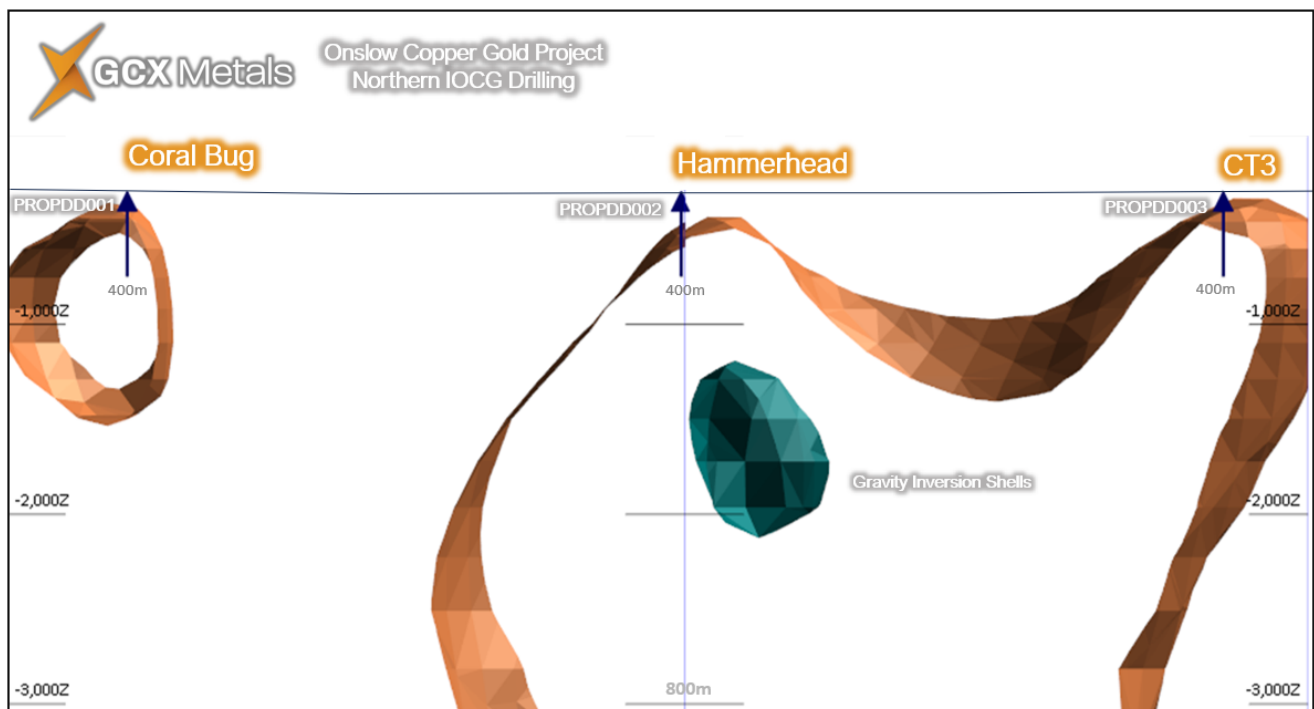 GCX Metals
Onslow Copper Gold Project
Northern IOCG Drilling
Coral Bug
Hammerhead
CT3
PROPDD001
PROPDD002
PROPDD003
400m
400m
400m
-1,000Z
-1,000Z
Gravity Inversion Shells
-2,000Z
-2,000Z
-3,000Z
800m
-3,000Z